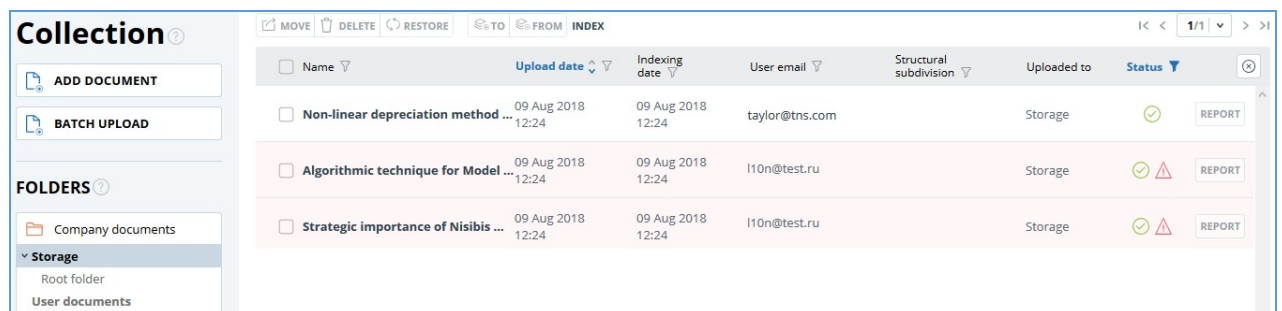 Collection
ADD DOCUMENT
BATCH UPLOAD
FOLDERS
Company documents
Storage
Root folder
User documents
MOVE DELETE RESTORE TO FROM INDEX
1/1
Name Upload date Indexing date User email Structural subdivision Uploaded to Status
Non-linear depreciation method ... 09 Aug 2018 12:24 09 Aug 2018 12:24 taylor@tns.com Storage REPORT
Algorithmic technique for Model ... 09 Aug 2018 12:24 09 Aug 2018 12:24 l10n@test.ru Storage REPORT
Strategic importance of Nisibis ... 09 Aug 2018 12:24 09 Aug 2018 12:24 l10n@test.ru Storage REPORT